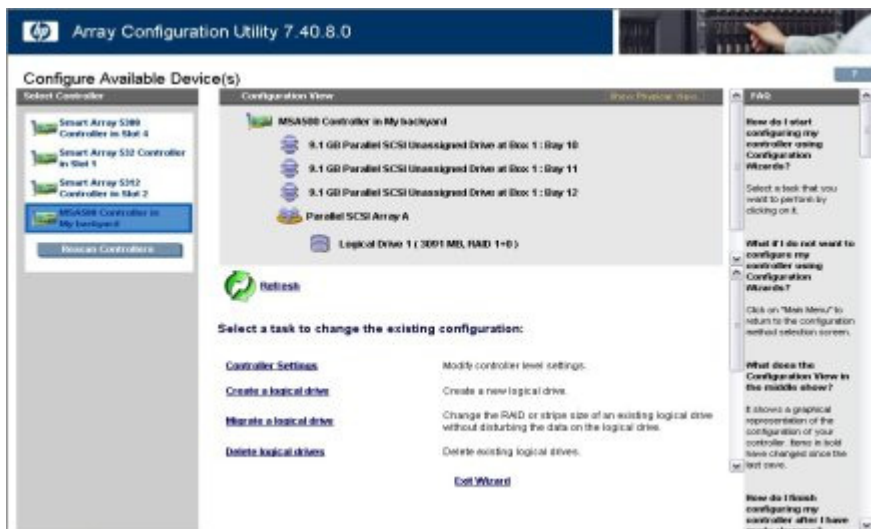 hp
Array Configuration Utility 7.40.8.0
Configure Available Device(s)
?
Select Controller
Smart Array 5300
Controller in Slot 4
Smart Array 532 Controller
in Slot 1
Smart Array 5312
Controller in Slot 2
MSA500 Controller in
My backyard
Rescan Controllers
Configuration View
Show Physical View
MSA500 Controller in My backyard
9.1 GB Parallel SCSI Unassigned Drive at Box 1 : Bay 10
9.1 GB Parallel SCSI Unassigned Drive at Box 1 : Bay 11
9.1 GB Parallel SCSI Unassigned Drive at Box 1 : Bay 12
Parallel SCSI Array A
Logical Drive 1 ( 3091 MB, RAID 1+0 )
Refresh
Select a task to change the existing configuration:
Controller Settings
Modify controller level settings.
Create a logical drive
Create a new logical drive.
Migrate a logical drive
Change the RAID or stripe size of an existing logical drive
without disturbing the data on the logical drive.
Delete logical drives
Delete existing logical drives.
Exit Wizard
FAQ
How do I start
configuring my
controller using
Configuration
Wizards?
Select a task that you
want to perform by
clicking on it.
What if I do not want to
configure my
controller using
Configuration
Wizards?
Click on "Main Menu" to
return to the configuration
method selection screen.
What does the
Configuration View in
the middle show?
It shows a graphical
representation of the
configuration of your
controller. Items in bold
have changed since the
last save.
How do I finish
configuring my
controller after I have